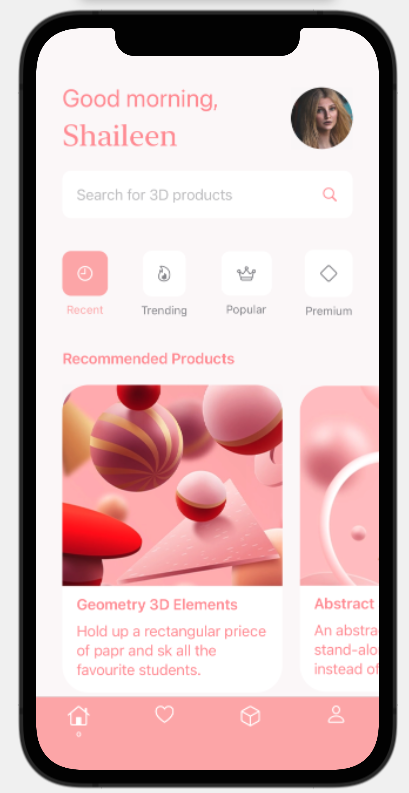 Good morning,
Shaileen
Search for 3D products
Recent Trending Popular Premium
Recommended Products
Geometry 3D Elements
Hold up a rectangular priece
of papr and sk all the
favourite students.
Abstract
An abstra
stand-alo
instead of